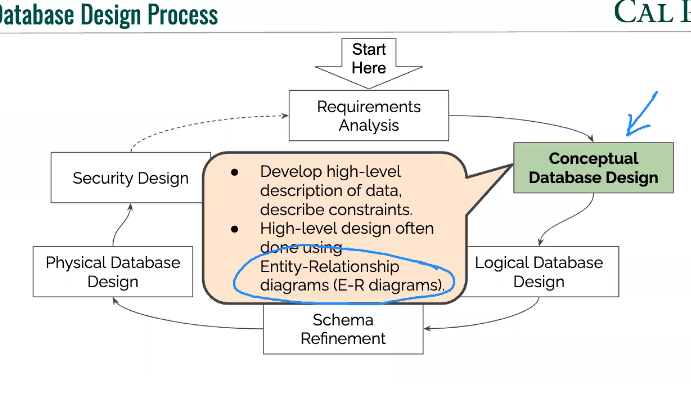 Database Design Process
CAL
Start
Here
Requirements
Analysis
Conceptual
Database Design
Security Design
● Develop high-level
description of data,
describe constraints.
● High-level design often
done using
Entity-Relationship
diagrams (E-R diagrams).
Physical Database
Design
Logical Database
Design
Schema
Refinement